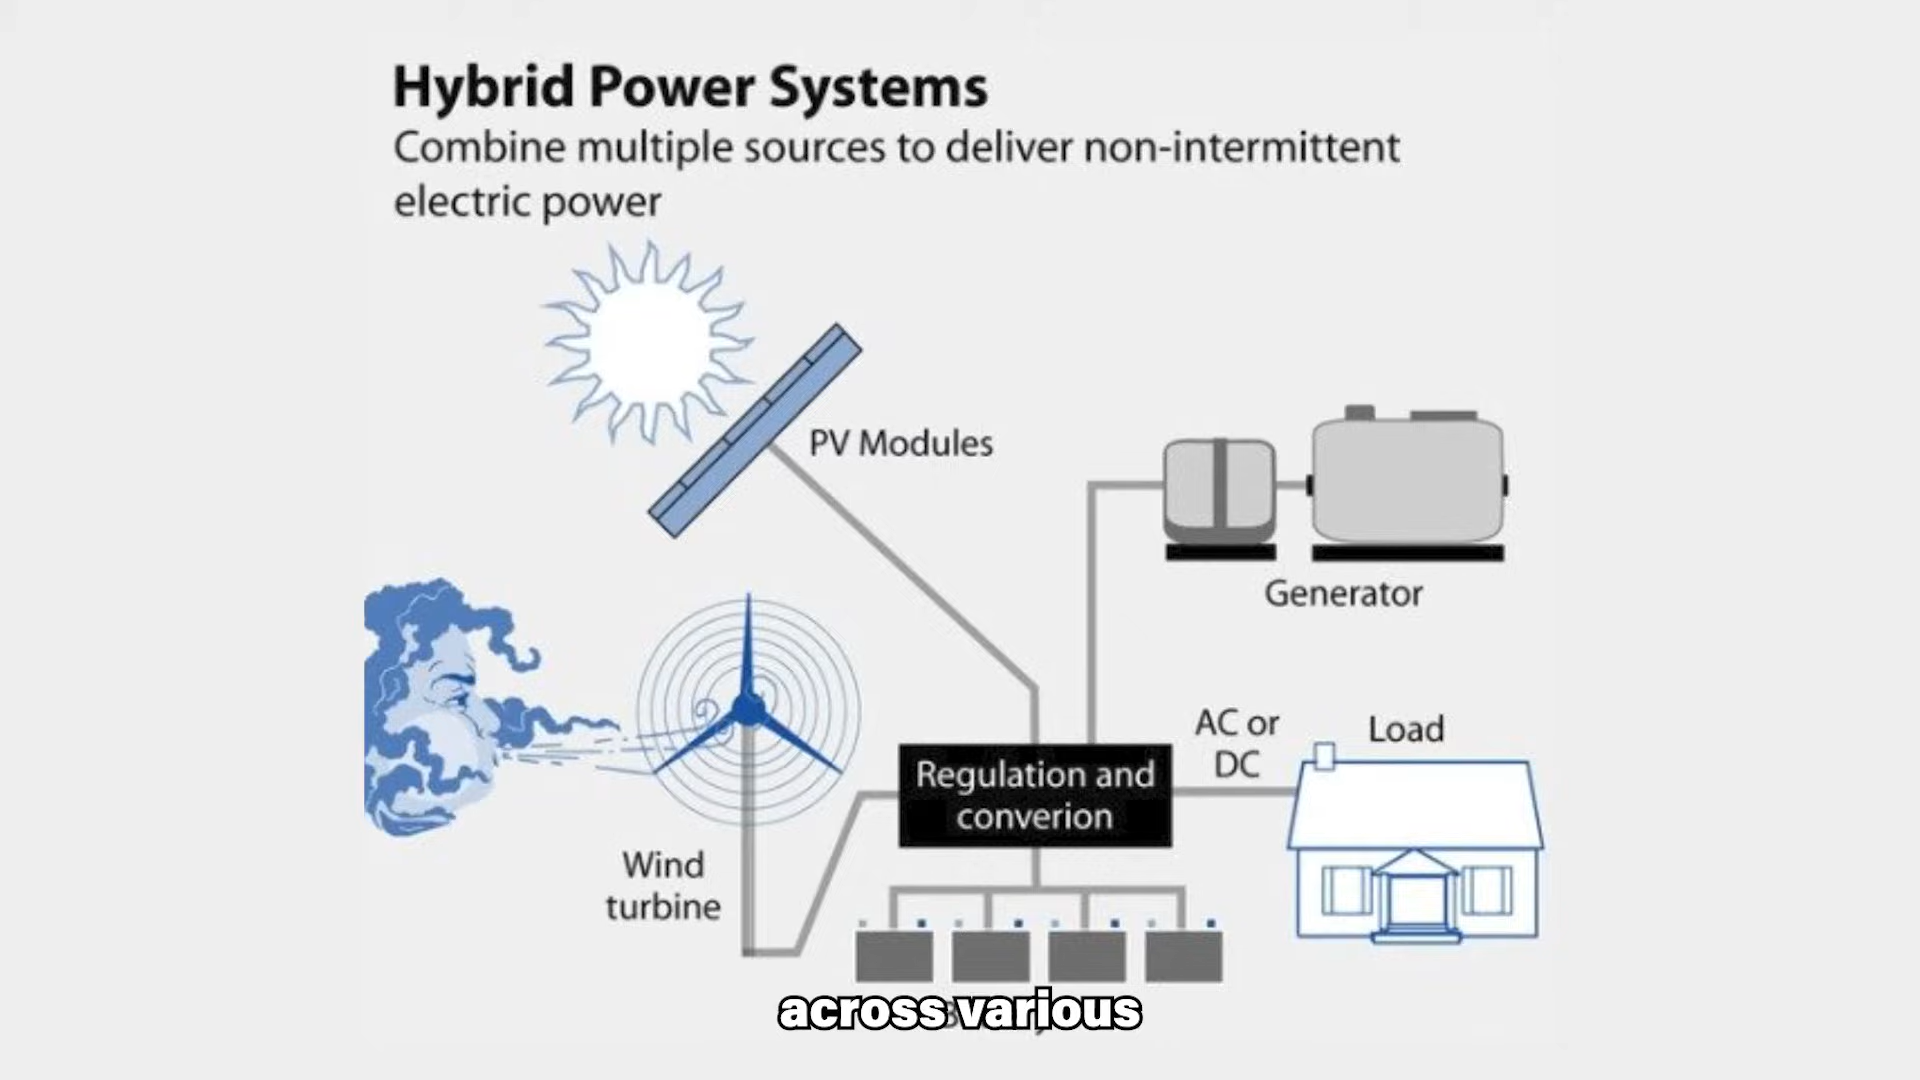 Hybrid Power Systems
Combine multiple sources to deliver non-intermittent
electric power
PV Modules
Generator
AC or
DC
Load
Regulation and
converion
Wind
turbine
across various